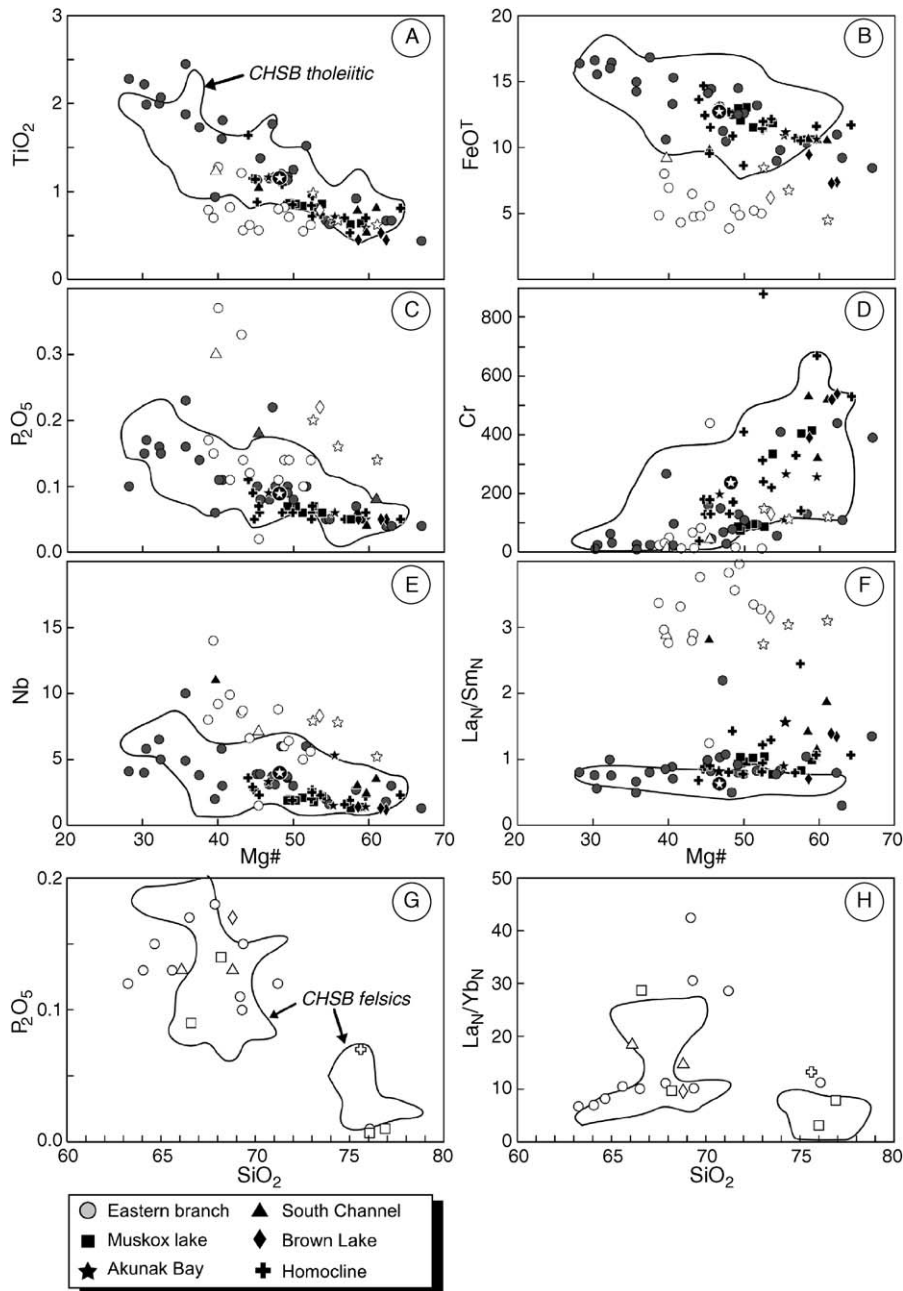 3
A
CHSB tholeiitic
2
TiO2
1
0
20
B
15
FeO^T
10
5
C
0.3
P2O5
0.2
0.1
0.0
D
800
600
Cr
400
200
0
E
15
Nb
10
5
0
20 30 40 50 60 70
Mg#
F
3
LaN/SmN
2
1
0
20 30 40 50 60 70
Mg#
0.2
G
P2O5
0.1
CHSB felsics
0.0
60 65 70 75 80
SiO2
50
H
40
LaN/YbN
30
20
10
0
60 65 70 75 80
SiO2
Eastern branch South Channel
Muskox lake Brown Lake
Akunak Bay Homocline